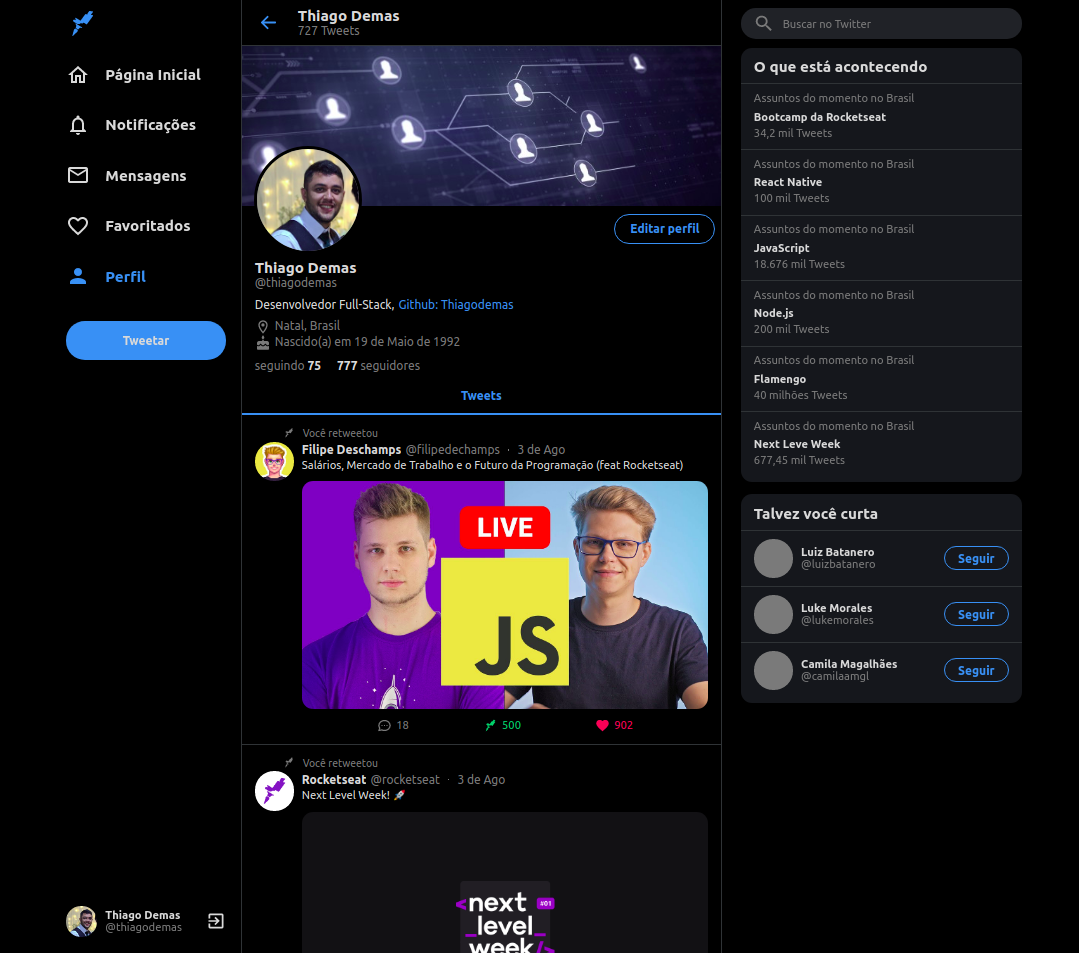 Página Inicial
Notificações
Mensagens
Favoritados
Perfil
Tweetar
Thiago Demas
@thiagodemas
Thiago Demas
727 Tweets
Editar perfil
Thiago Demas
@thiagodemas
Desenvolvedor Full-Stack, Github: Thiagodemas
Natal, Brasil
Nascido(a) em 19 de Maio de 1992
seguindo 75 777 seguidores
Tweets
Você retweetou
Filipe Deschamps @filipedechamps · 3 de Ago
Salários, Mercado de Trabalho e o Futuro da Programação (feat Rocketseat)
LIVE
JS
18 500 902
Você retweetou
Rocketseat @rocketseat · 3 de Ago
Next Level Week! 🚀
<next #01
_level_
week/>
Buscar no Twitter
O que está acontecendo
Assuntos do momento no Brasil
Bootcamp da Rocketseat
34,2 mil Tweets
Assuntos do momento no Brasil
React Native
100 mil Tweets
Assuntos do momento no Brasil
JavaScript
18.676 mil Tweets
Assuntos do momento no Brasil
Node.js
200 mil Tweets
Assuntos do momento no Brasil
Flamengo
40 milhões Tweets
Assuntos do momento no Brasil
Next Leve Week
677,45 mil Tweets
Talvez você curta
Luiz Batanero
@luizbatanero
Seguir
Luke Morales
@lukemorales
Seguir
Camila Magalhães
@camilaamgl
Seguir